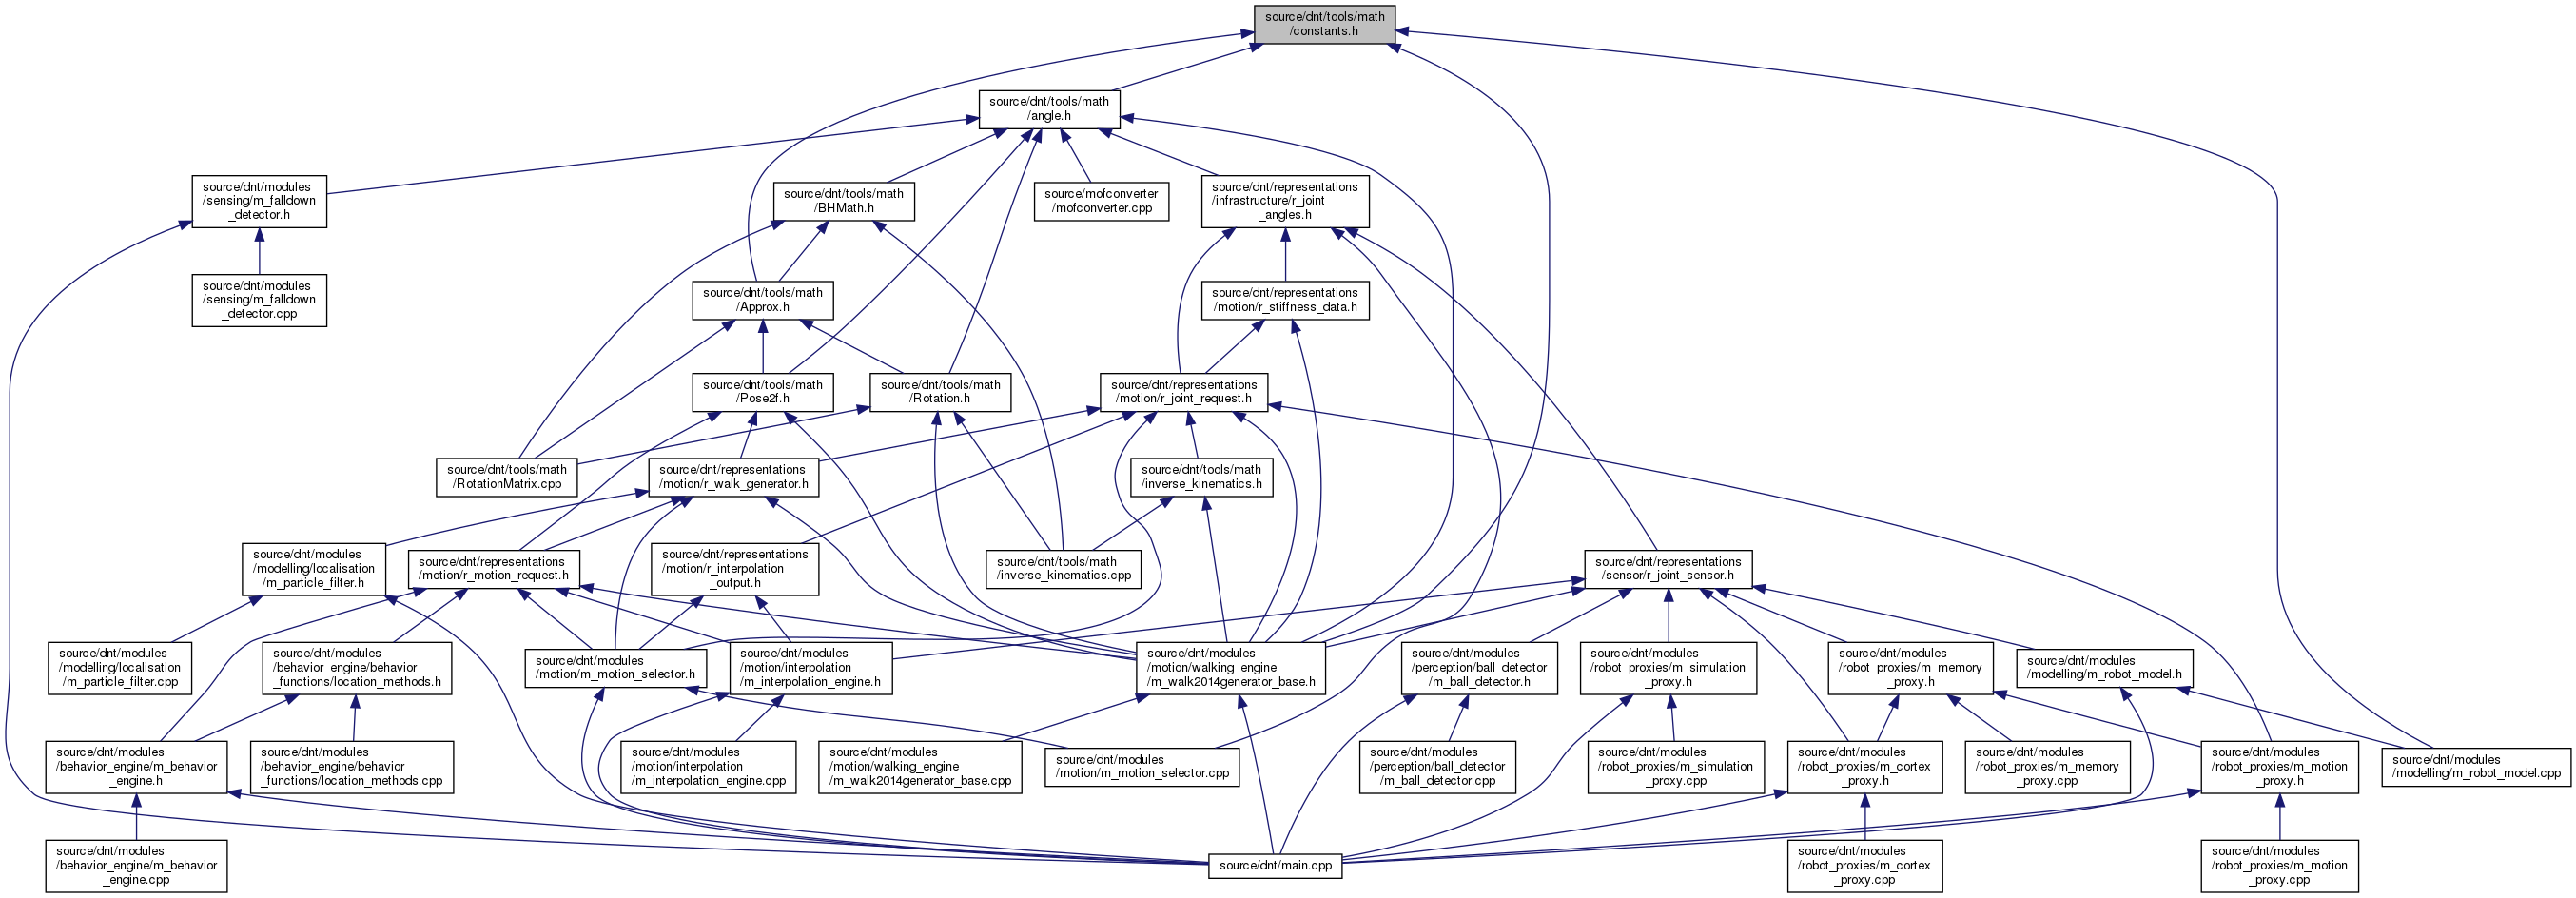 source/dnt/tools/math
/constants.h
source/dnt/tools/math
/angle.h
source/dnt/modules
/sensing/m_falldown
_detector.h
source/dnt/tools/math
/BHMath.h
source/mofconverter
/mofconverter.cpp
source/dnt/representations
/infrastructure/r_joint
_angles.h
source/dnt/modules
/sensing/m_falldown
_detector.cpp
source/dnt/tools/math
/Approx.h
source/dnt/representations
/motion/r_stiffness_data.h
source/dnt/tools/math
/Pose2f.h
source/dnt/tools/math
/Rotation.h
source/dnt/representations
/motion/r_joint_request.h
source/dnt/tools/math
/RotationMatrix.cpp
source/dnt/representations
/motion/r_walk_generator.h
source/dnt/tools/math
/inverse_kinematics.h
source/dnt/modules
/modelling/localisation
/m_particle_filter.h
source/dnt/representations
/motion/r_motion_request.h
source/dnt/representations
/motion/r_interpolation
_output.h
source/dnt/tools/math
/inverse_kinematics.cpp
source/dnt/representations
/sensor/r_joint_sensor.h
source/dnt/modules
/modelling/localisation
/m_particle_filter.cpp
source/dnt/modules
/behavior_engine/behavior
_functions/location_methods.h
source/dnt/modules
/motion/m_motion_selector.h
source/dnt/modules
/motion/interpolation
/m_interpolation_engine.h
source/dnt/modules
/motion/walking_engine
/m_walk2014generator_base.h
source/dnt/modules
/perception/ball_detector
/m_ball_detector.h
source/dnt/modules
/robot_proxies/m_simulation
_proxy.h
source/dnt/modules
/robot_proxies/m_memory
_proxy.h
source/dnt/modules
/modelling/m_robot_model.h
source/dnt/modules
/behavior_engine/m_behavior
_engine.h
source/dnt/modules
/behavior_engine/behavior
_functions/location_methods.cpp
source/dnt/modules
/motion/interpolation
/m_interpolation_engine.cpp
source/dnt/modules
/motion/walking_engine
/m_walk2014generator_base.cpp
source/dnt/modules
/motion/m_motion_selector.cpp
source/dnt/modules
/perception/ball_detector
/m_ball_detector.cpp
source/dnt/modules
/robot_proxies/m_simulation
_proxy.cpp
source/dnt/modules
/robot_proxies/m_cortex
_proxy.h
source/dnt/modules
/robot_proxies/m_memory
_proxy.cpp
source/dnt/modules
/robot_proxies/m_motion
_proxy.h
source/dnt/modules
/modelling/m_robot_model.cpp
source/dnt/modules
/behavior_engine/m_behavior
_engine.cpp
source/dnt/main.cpp
source/dnt/modules
/robot_proxies/m_cortex
_proxy.cpp
source/dnt/modules
/robot_proxies/m_motion
_proxy.cpp